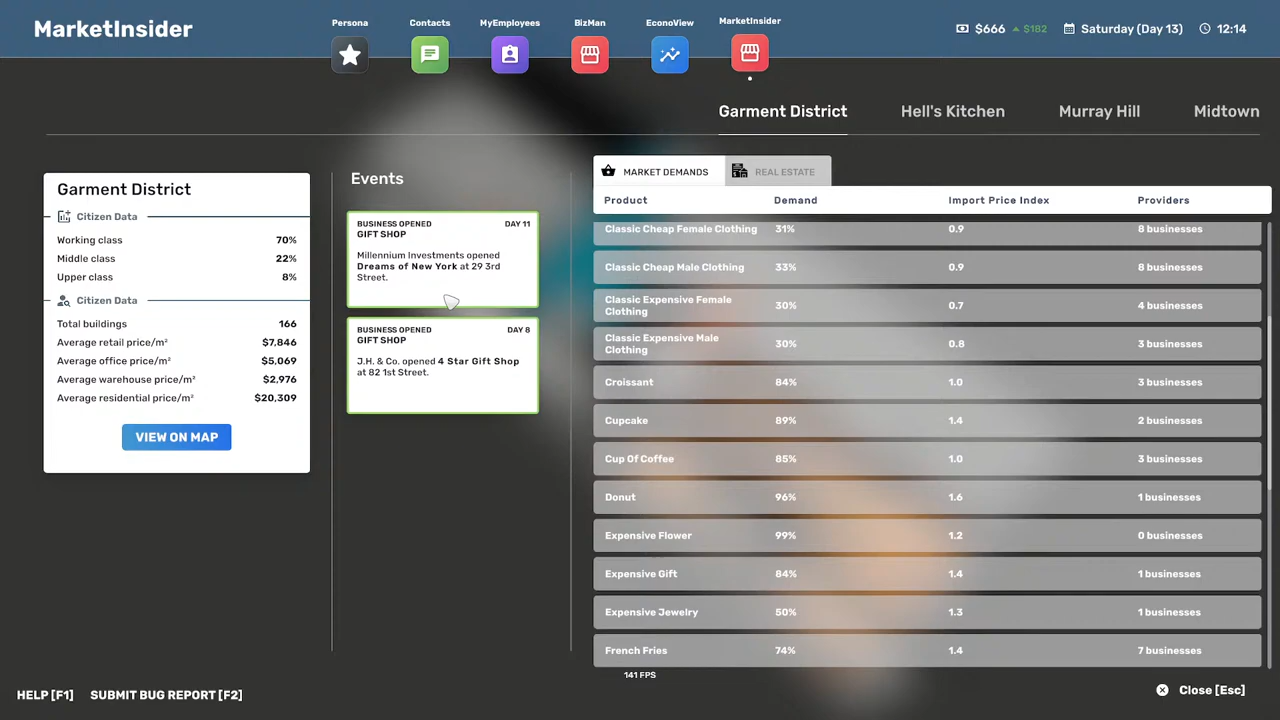 MarketInsider
Persona
Contacts
MyEmployees
BizMan
EconoView
MarketInsider
$666 $182 Saturday (Day 13) 12:14
Garment District Hell's Kitchen Murray Hill Midtown
Garment District
Citizen Data
Working class 70%
Middle class 22%
Upper class 8%
Citizen Data
Total buildings 166
Average retail price/m² $7,846
Average office price/m² $5,069
Average warehouse price/m² $2,976
Average residential price/m² $20,309
VIEW ON MAP
Events
BUSINESS OPENED DAY 11
GIFT SHOP
Millennium Investments opened
Dreams of New York at 29 3rd
Street.
BUSINESS OPENED DAY 8
GIFT SHOP
J.H. & Co. opened 4 Star Gift Shop
at 82 1st Street.
MARKET DEMANDS REAL ESTATE
Product Demand Import Price Index Providers
Classic Cheap Female Clothing 31% 0.9 8 businesses
Classic Cheap Male Clothing 33% 0.9 8 businesses
Classic Expensive Female
Clothing 30% 0.7 4 businesses
Classic Expensive Male
Clothing 30% 0.8 3 businesses
Croissant 84% 1.0 3 businesses
Cupcake 89% 1.4 2 businesses
Cup Of Coffee 85% 1.0 3 businesses
Donut 96% 1.6 1 businesses
Expensive Flower 99% 1.2 0 businesses
Expensive Gift 84% 1.4 1 businesses
Expensive Jewelry 50% 1.3 1 businesses
French Fries 74% 1.4 7 businesses
141 FPS
HELP [F1] SUBMIT BUG REPORT [F2] Close [Esc]